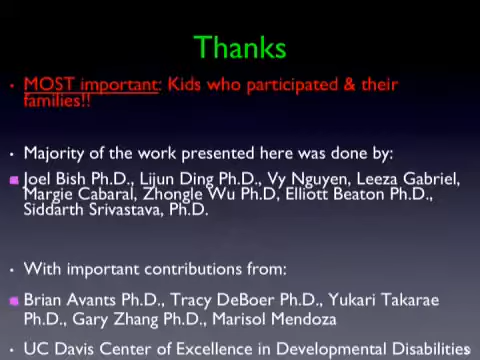 Thanks
• MOST important: Kids who participated & their
families!!
• Majority of the work presented here was done by:
Joel Bish Ph.D., Lijun Ding Ph.D., Vy Nguyen, Leeza Gabriel,
Margie Cabaral, Zhongle Wu Ph.D, Elliott Beaton Ph.D.,
Siddarth Srivastava, Ph.D.
• With important contributions from:
Brian Avants Ph.D., Tracy DeBoer Ph.D., Yukari Takarae
Ph.D., Gary Zhang Ph.D., Marisol Mendoza
• UC Davis Center of Excellence in Developmental Disabilities